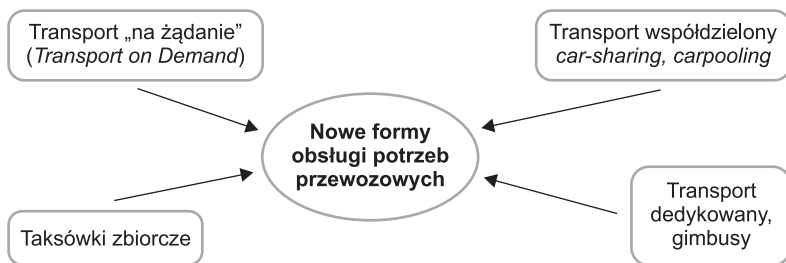 Transport „na żądanie”
(Transport on Demand)
Transport współdzielony
car-sharing, carpooling
Nowe formy
obsługi potrzeb
przewozowych
Taksówki zbiorcze
Transport
dedykowany,
gimbusy